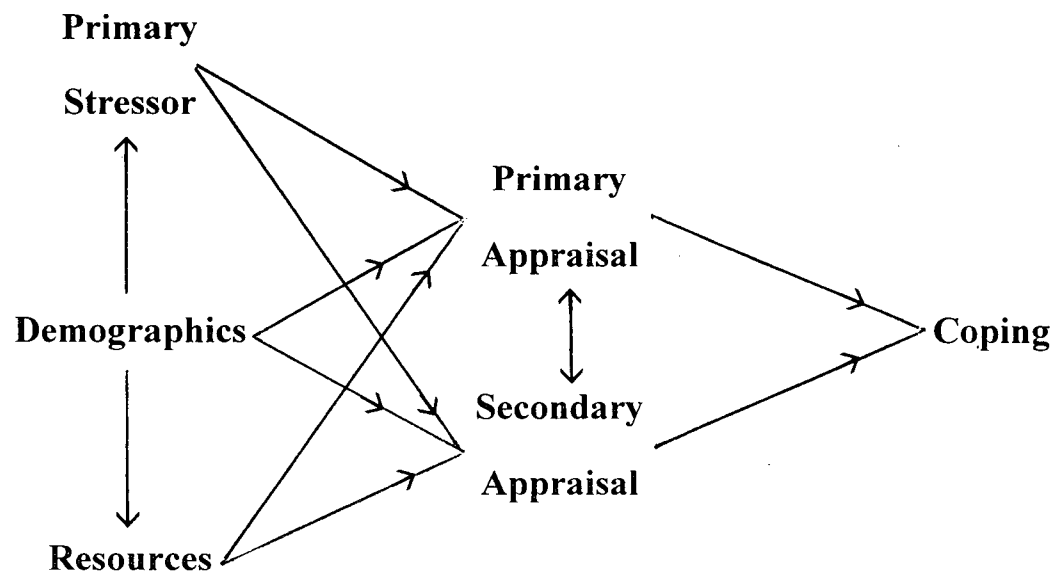 Primary
Stressor
Primary
Appraisal
Demographics
Coping
Secondary
Appraisal
Resources